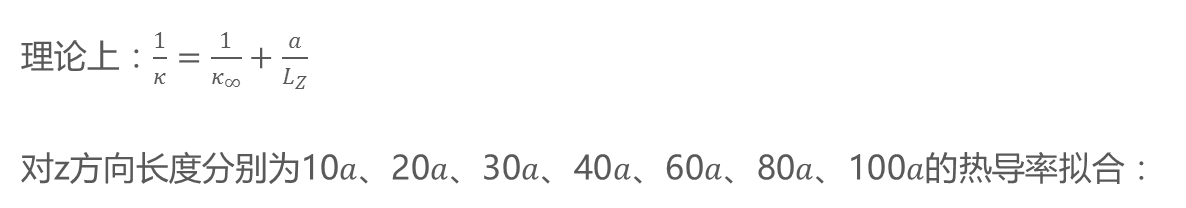 理论上：1/κ = 1/κ∞ + a/L_Z
对z方向长度分别为10a、20a、30a、40a、60a、80a、100a的热导率拟合：